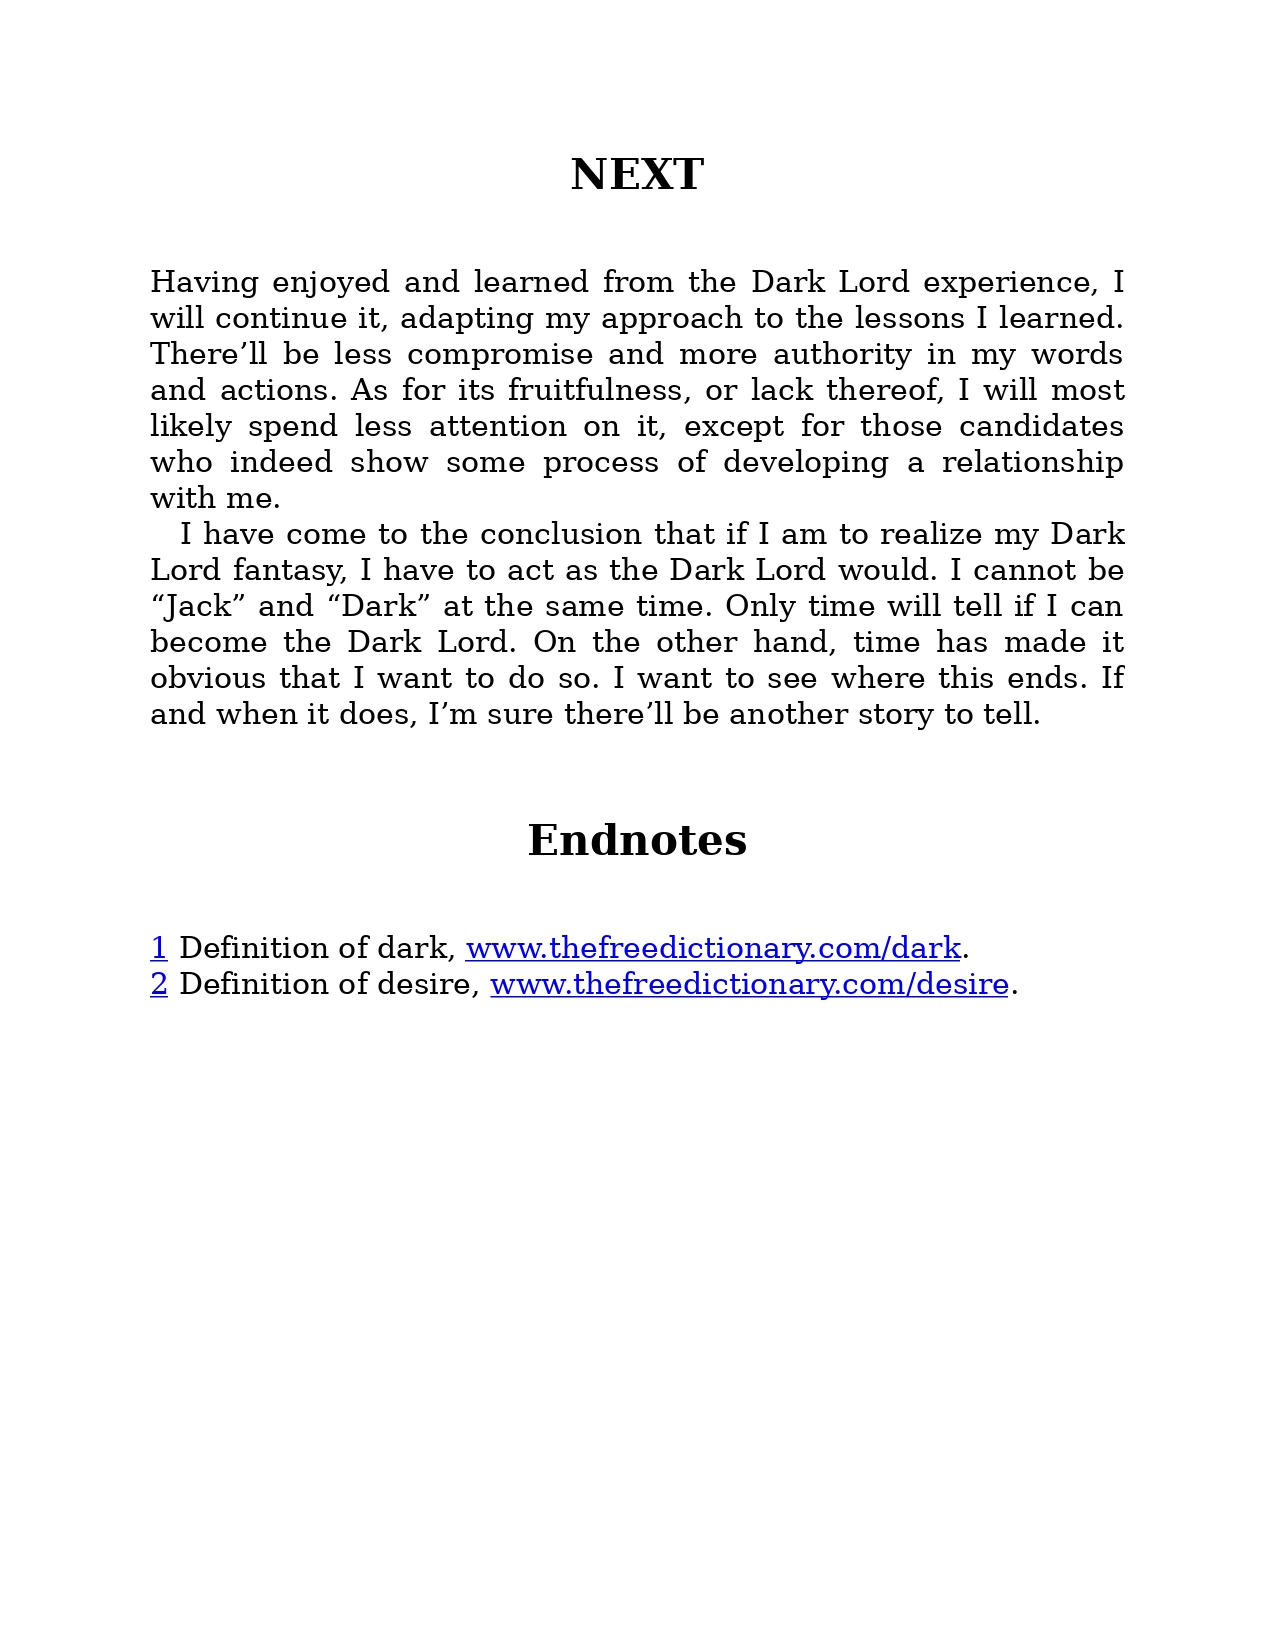 NEXT
Having enjoyed and learned from the Dark Lord experience, I
will continue it, adapting my approach to the lessons I learned.
There’ll be less compromise and more authority in my words
and actions. As for its fruitfulness, or lack thereof, I will most
likely spend less attention on it, except for those candidates
who indeed show some process of developing a relationship
with me.
I have come to the conclusion that if I am to realize my Dark
Lord fantasy, I have to act as the Dark Lord would. I cannot be
“Jack” and “Dark” at the same time. Only time will tell if I can
become the Dark Lord. On the other hand, time has made it
obvious that I want to do so. I want to see where this ends. If
and when it does, I’m sure there’ll be another story to tell.
Endnotes
1 Definition of dark, www.thefreedictionary.com/dark.
2 Definition of desire, www.thefreedictionary.com/desire.